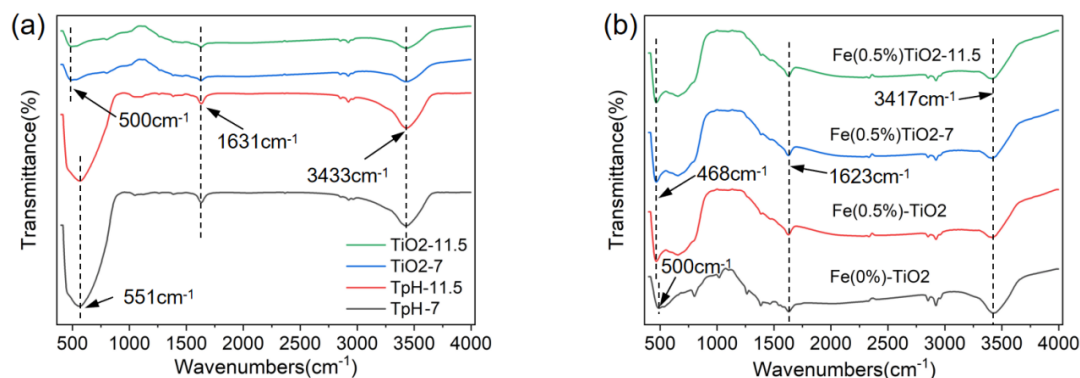 (a)
Transmittance(%)
500cm-1
1631cm-1
3433cm-1
551cm-1
TiO2-11.5
TiO2-7
TpH-11.5
TpH-7
500 1000 1500 2000 2500 3000 3500 4000
Wavenumbers(cm-1)
(b)
Transmittance(%)
Fe(0.5%)TiO2-11.5
3417cm-1
Fe(0.5%)TiO2-7
468cm-1
1623cm-1
Fe(0.5%)-TiO2
500cm-1
Fe(0%)-TiO2
500 1000 1500 2000 2500 3000 3500 4000
Wavenumbers(cm-1)